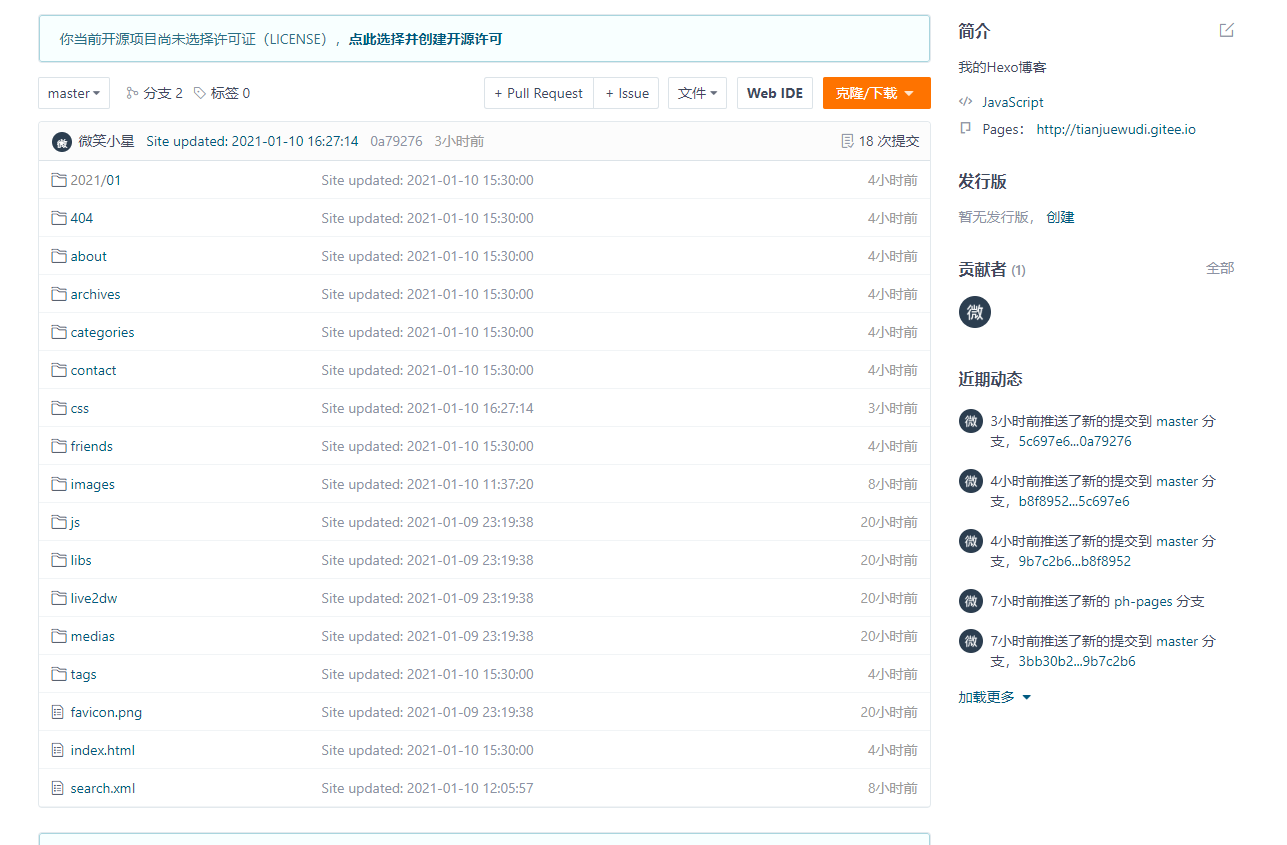 你当前开源项目尚未选择许可证（LICENSE），点此选择并创建开源许可
master 分支 2 标签 0 + Pull Request + Issue 文件 Web IDE 克隆/下载
微 微笑小星 Site updated: 2021-01-10 16:27:14 0a79276 3小时前 18 次提交
2021/01 Site updated: 2021-01-10 15:30:00 4小时前
404 Site updated: 2021-01-10 15:30:00 4小时前
about Site updated: 2021-01-10 15:30:00 4小时前
archives Site updated: 2021-01-10 15:30:00 4小时前
categories Site updated: 2021-01-10 15:30:00 4小时前
contact Site updated: 2021-01-10 15:30:00 4小时前
css Site updated: 2021-01-10 16:27:14 3小时前
friends Site updated: 2021-01-10 15:30:00 4小时前
images Site updated: 2021-01-10 11:37:20 8小时前
js Site updated: 2021-01-09 23:19:38 20小时前
libs Site updated: 2021-01-09 23:19:38 20小时前
live2dw Site updated: 2021-01-09 23:19:38 20小时前
medias Site updated: 2021-01-09 23:19:38 20小时前
tags Site updated: 2021-01-10 15:30:00 4小时前
favicon.png Site updated: 2021-01-09 23:19:38 20小时前
index.html Site updated: 2021-01-10 15:30:00 4小时前
search.xml Site updated: 2021-01-10 12:05:57 8小时前
简介
我的Hexo博客
JavaScript
Pages： http://tianjuewudi.gitee.io
发行版
暂无发行版， 创建
贡献者 (1) 全部
微
近期动态
微 3小时前推送了新的提交到 master 分
支，5c697e6...0a79276
微 4小时前推送了新的提交到 master 分
支，b8f8952...5c697e6
微 4小时前推送了新的提交到 master 分
支，9b7c2b6...b8f8952
微 7小时前推送了新的 ph-pages 分支
微 7小时前推送了新的提交到 master 分
支，3bb30b2...9b7c2b6
加载更多